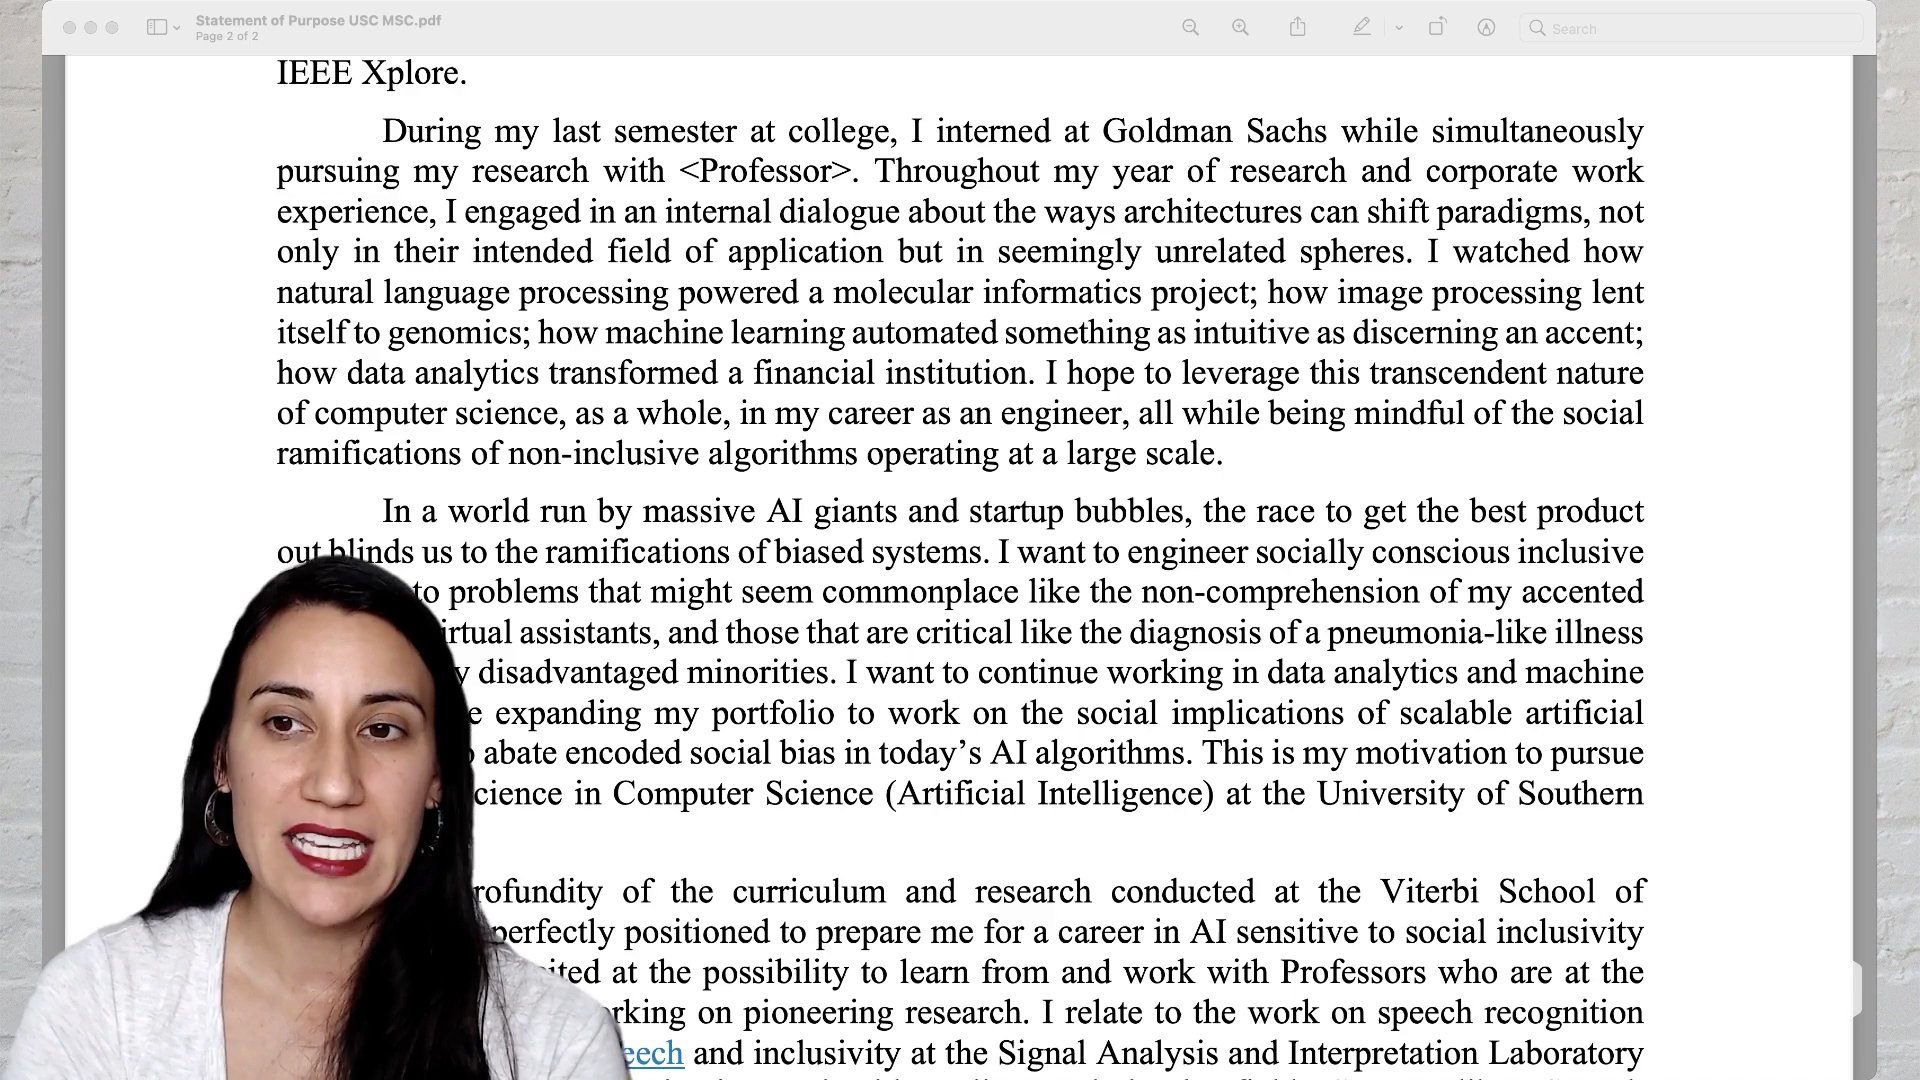 Statement of Purpose USC MSC.pdf
Page 2 of 2
Search
IEEE Xplore.
During my last semester at college, I interned at Goldman Sachs while simultaneously
pursuing my research with <Professor>. Throughout my year of research and corporate work
experience, I engaged in an internal dialogue about the ways architectures can shift paradigms, not
only in their intended field of application but in seemingly unrelated spheres. I watched how
natural language processing powered a molecular informatics project; how image processing lent
itself to genomics; how machine learning automated something as intuitive as discerning an accent;
how data analytics transformed a financial institution. I hope to leverage this transcendent nature
of computer science, as a whole, in my career as an engineer, all while being mindful of the social
ramifications of non-inclusive algorithms operating at a large scale.
In a world run by massive AI giants and startup bubbles, the race to get the best product
out blinds us to the ramifications of biased systems. I want to engineer socially conscious inclusive
to problems that might seem commonplace like the non-comprehension of my accented
assistants, and those that are critical like the diagnosis of a pneumonia-like illness
disadvantaged minorities. I want to continue working in data analytics and machine
expanding my portfolio to work on the social implications of scalable artificial
abate encoded social bias in today’s AI algorithms. This is my motivation to pursue
in Computer Science (Artificial Intelligence) at the University of Southern
of the curriculum and research conducted at the Viterbi School of
perfectly positioned to prepare me for a career in AI sensitive to social inclusivity
at the possibility to learn from and work with Professors who are at the
on pioneering research. I relate to the work on speech recognition
and inclusivity at the Signal Analysis and Interpretation Laboratory